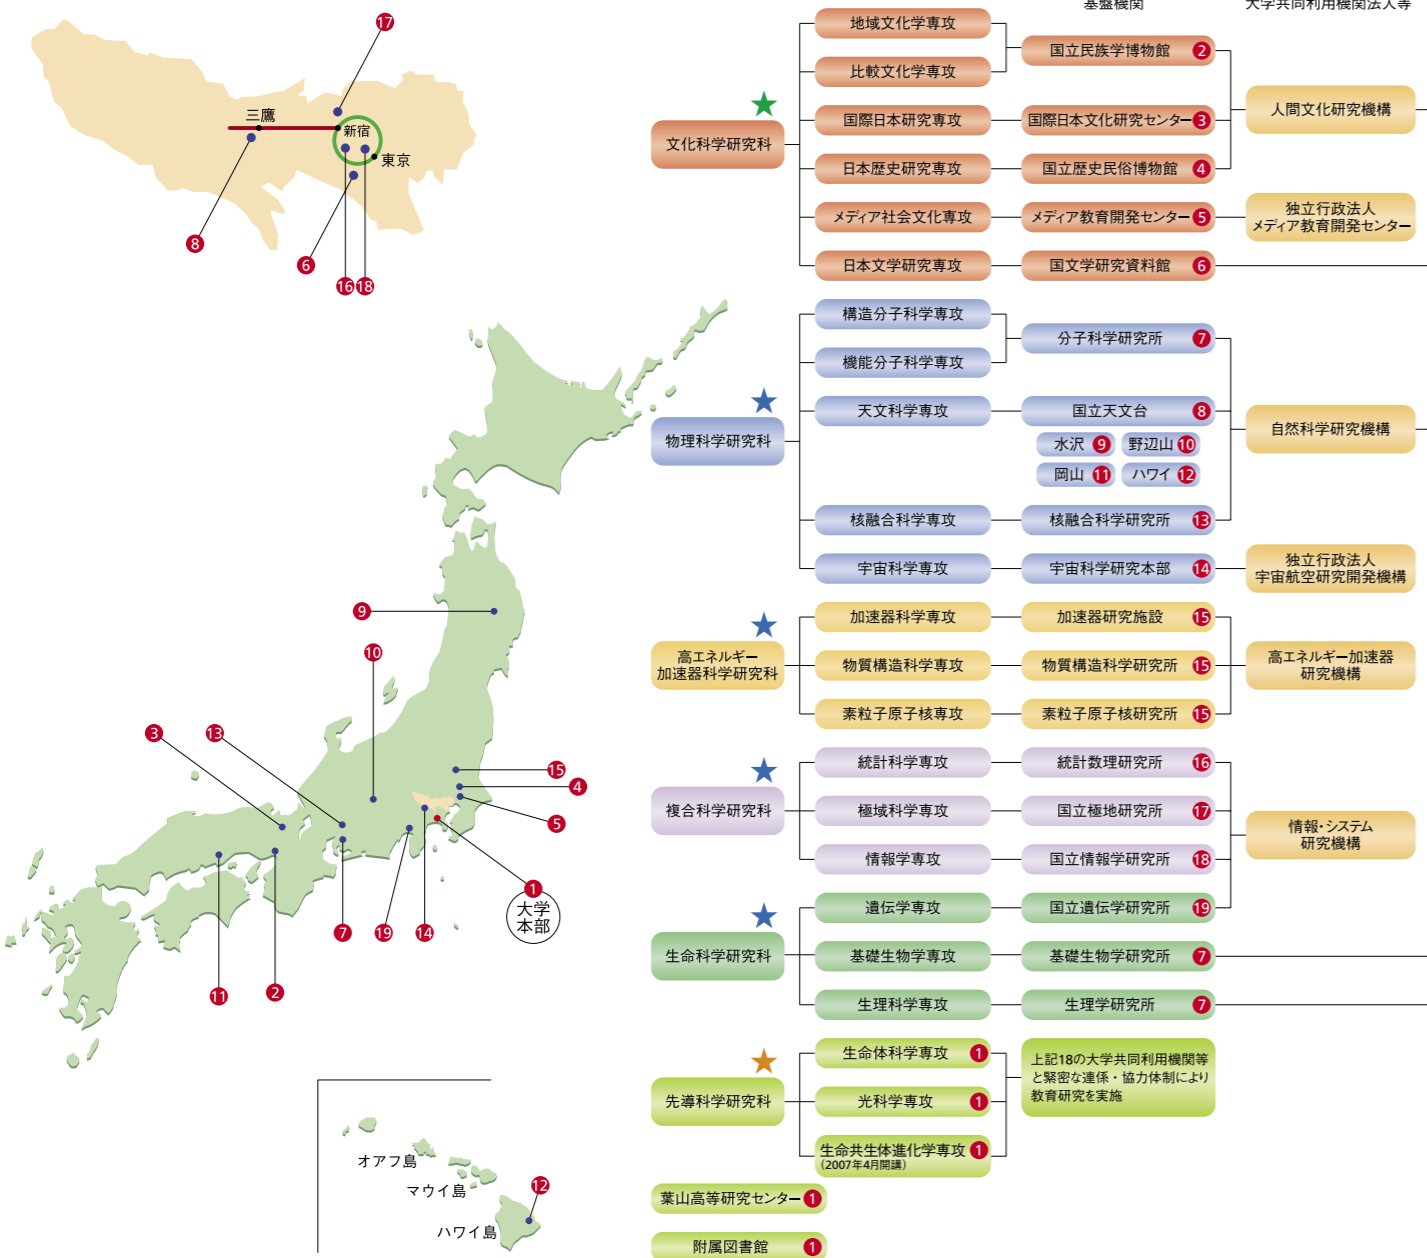 基盤機関
大学共同利用機関法人等
17
三鷹
新宿
東京
8
6
16
18
9
10
3
13
15
4
5
1
大学
本部
7
19
14
11
2
オアフ島
マウイ島
ハワイ島
12
文化科学研究科
地域文化学専攻
比較文化学専攻
国立民族学博物館 2
国際日本研究専攻
国際日本文化研究センター 3
日本歴史研究専攻
国立歴史民俗博物館 4
人間文化研究機構
メディア社会文化専攻
メディア教育開発センター 5
独立行政法人
メディア教育開発センター
日本文学研究専攻
国文学研究資料館 6
物理科学研究科
構造分子科学専攻
機能分子科学専攻
分子科学研究所 7
天文科学専攻
国立天文台 8
水沢 9
野辺山 10
岡山 11
ハワイ 12
自然科学研究機構
核融合科学専攻
核融合科学研究所 13
宇宙科学専攻
宇宙科学研究本部 14
独立行政法人
宇宙航空研究開発機構
高エネルギー
加速器科学研究科
加速器科学専攻
加速器研究施設 15
物質構造科学専攻
物質構造科学研究所 15
素粒子原子核専攻
素粒子原子核研究所 15
高エネルギー加速器
研究機構
複合科学研究科
統計科学専攻
統計数理研究所 16
極域科学専攻
国立極地研究所 17
情報学専攻
国立情報学研究所 18
情報・システム
研究機構
生命科学研究科
遺伝学専攻
国立遺伝学研究所 19
基礎生物学専攻
基礎生物学研究所 7
生理科学専攻
生理学研究所 7
先導科学研究科
生命体科学専攻 1
光科学専攻 1
生命共生体進化学専攻 1
(2007年4月開講)
上記18の大学共同利用機関等
と緊密な連係・協力体制により
教育研究を実施
葉山高等研究センター 1
附属図書館 1